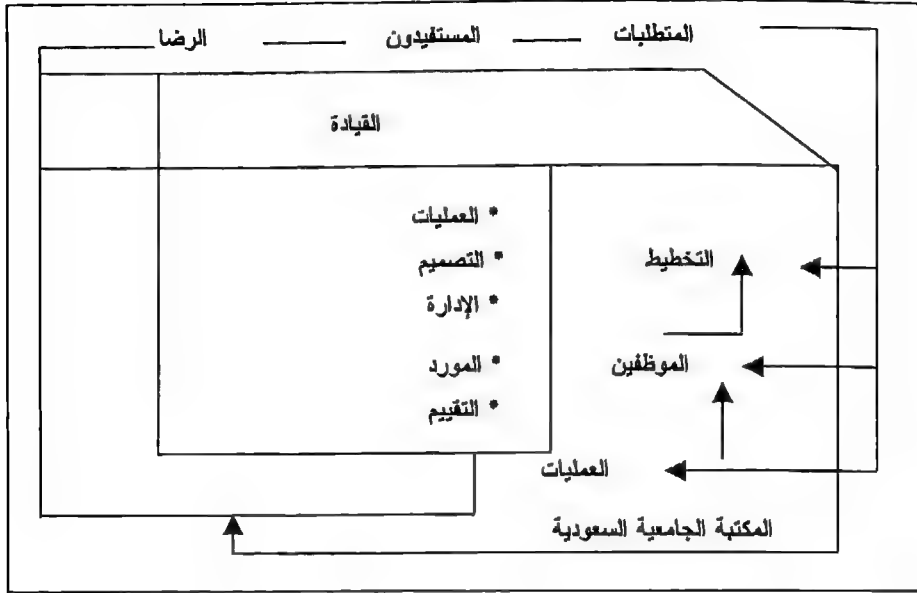 المتطلبات المستفيدون الرضا
القيادة
* العمليات
* التصميم
* الإدارة
* المورد
* التقييم
التخطيط
الموظفين
العمليات
المكتبة الجامعية السعودية